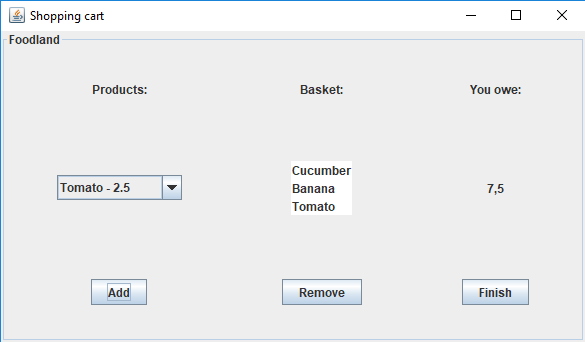 Shopping cart
Foodland
Products: Basket: You owe:
Tomato - 2.5
Cucumber
Banana
Tomato
7,5
Add Remove Finish